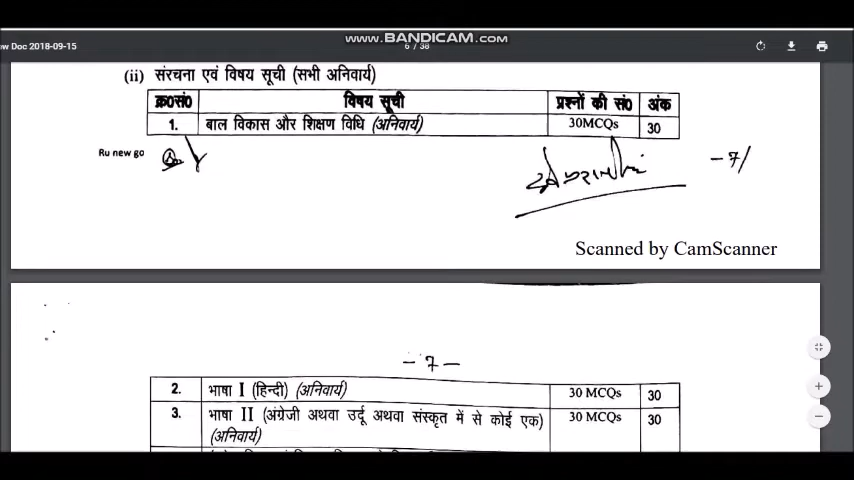 www.BANDICAM.com
ew Doc 2018-09-15
6 / 38
(ii) संरचना एवं विषय सूची (सभी अनिवार्य)
क्र0सं0 विषय सूची प्रश्नों की सं0 अंक
1. बाल विकास और शिक्षण विधि (अनिवार्य) 30MCQs 30
Ru new go
-7/
Scanned by CamScanner
-7-
2. भाषा I (हिन्दी) (अनिवार्य) 30 MCQs 30
3. भाषा II (अंग्रेजी अथवा उर्दू अथवा संस्कृत में से कोई एक) 30 MCQs 30
(अनिवार्य)